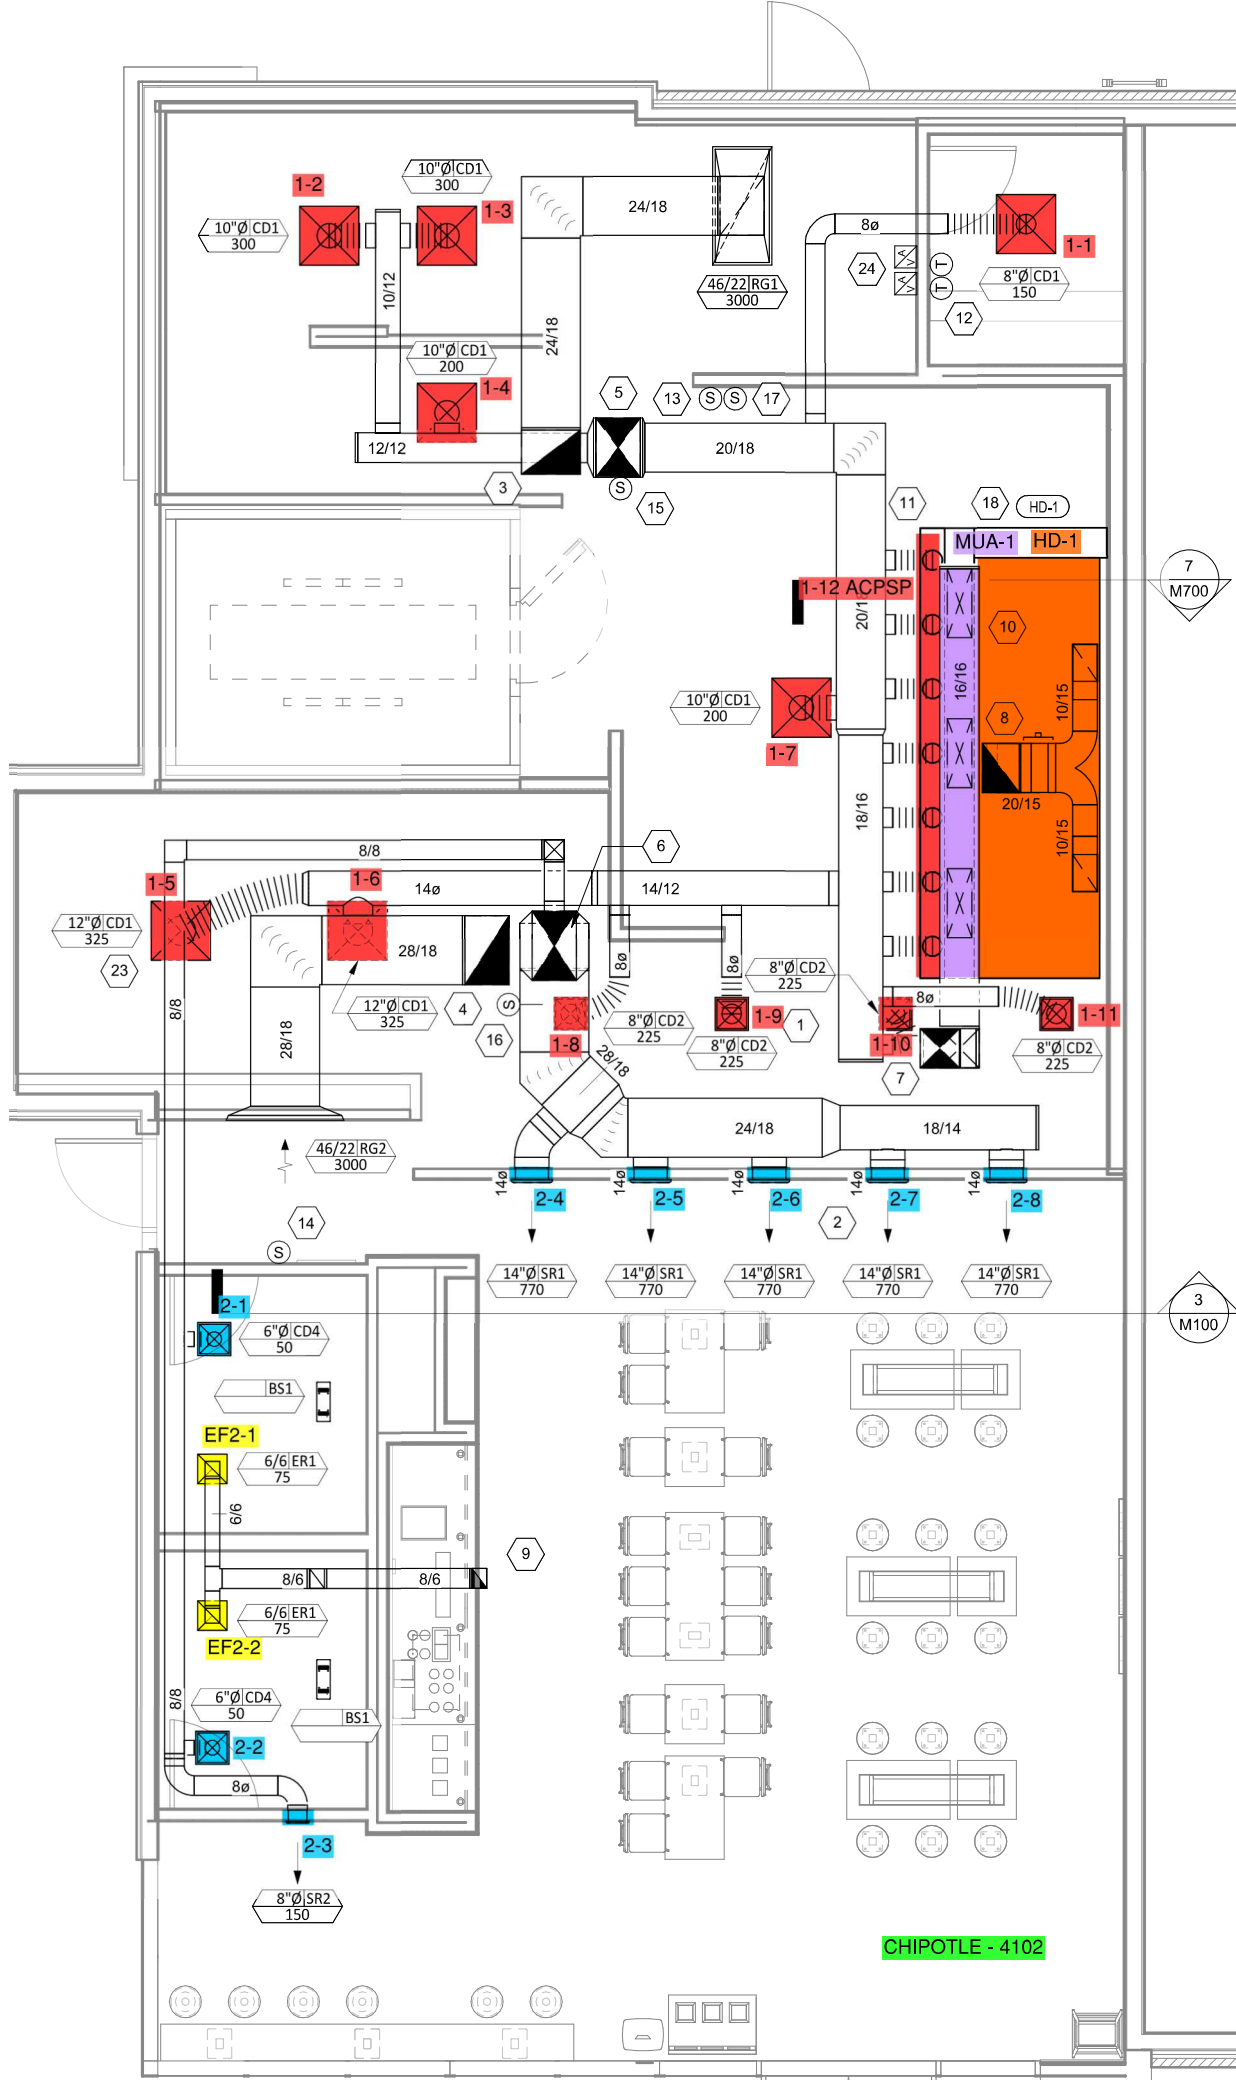 10"Ø CD1
300
1-2
1-3
10"Ø CD1
300
24/18
8ø
24
V A
V A
T
T
1-1
8"Ø CD1
150
12
46/22 RG1
3000
10/12
24/18
10"Ø CD1
200
1-4
5
13
S
S
17
12/12
20/18
3
S
15
11
18
HD-1
MUA-1
HD-1
7
M700
1-12 ACPSP
20/18
10
16/16
10"Ø CD1
200
1-7
8
10/15
20/15
10/15
18/16
6
8/8
1-5
1-6
14ø
14/12
12"Ø CD1
325
23
28/18
8ø
8ø
8"Ø CD2
225
8ø
8/8
12"Ø CD1
325
4
S
16
1-8
8"Ø CD2
225
1-9
1
8"Ø CD2
225
1-10
1-11
8"Ø CD2
225
7
28/18
28/18
24/18
18/14
46/22 RG2
3000
14ø
2-4
14ø
2-5
14ø
2-6
14ø
2-7
14ø
2-8
14
S
2
14"Ø SR1
770
14"Ø SR1
770
14"Ø SR1
770
14"Ø SR1
770
14"Ø SR1
770
3
M100
2-1
6"Ø CD4
50
BS1
EF2-1
6/6 ER1
75
6/6
9
8/6
8/6
6/6 ER1
75
EF2-2
8/8
6"Ø CD4
50
BS1
2-2
8ø
2-3
8"Ø SR2
150
CHIPOTLE - 4102